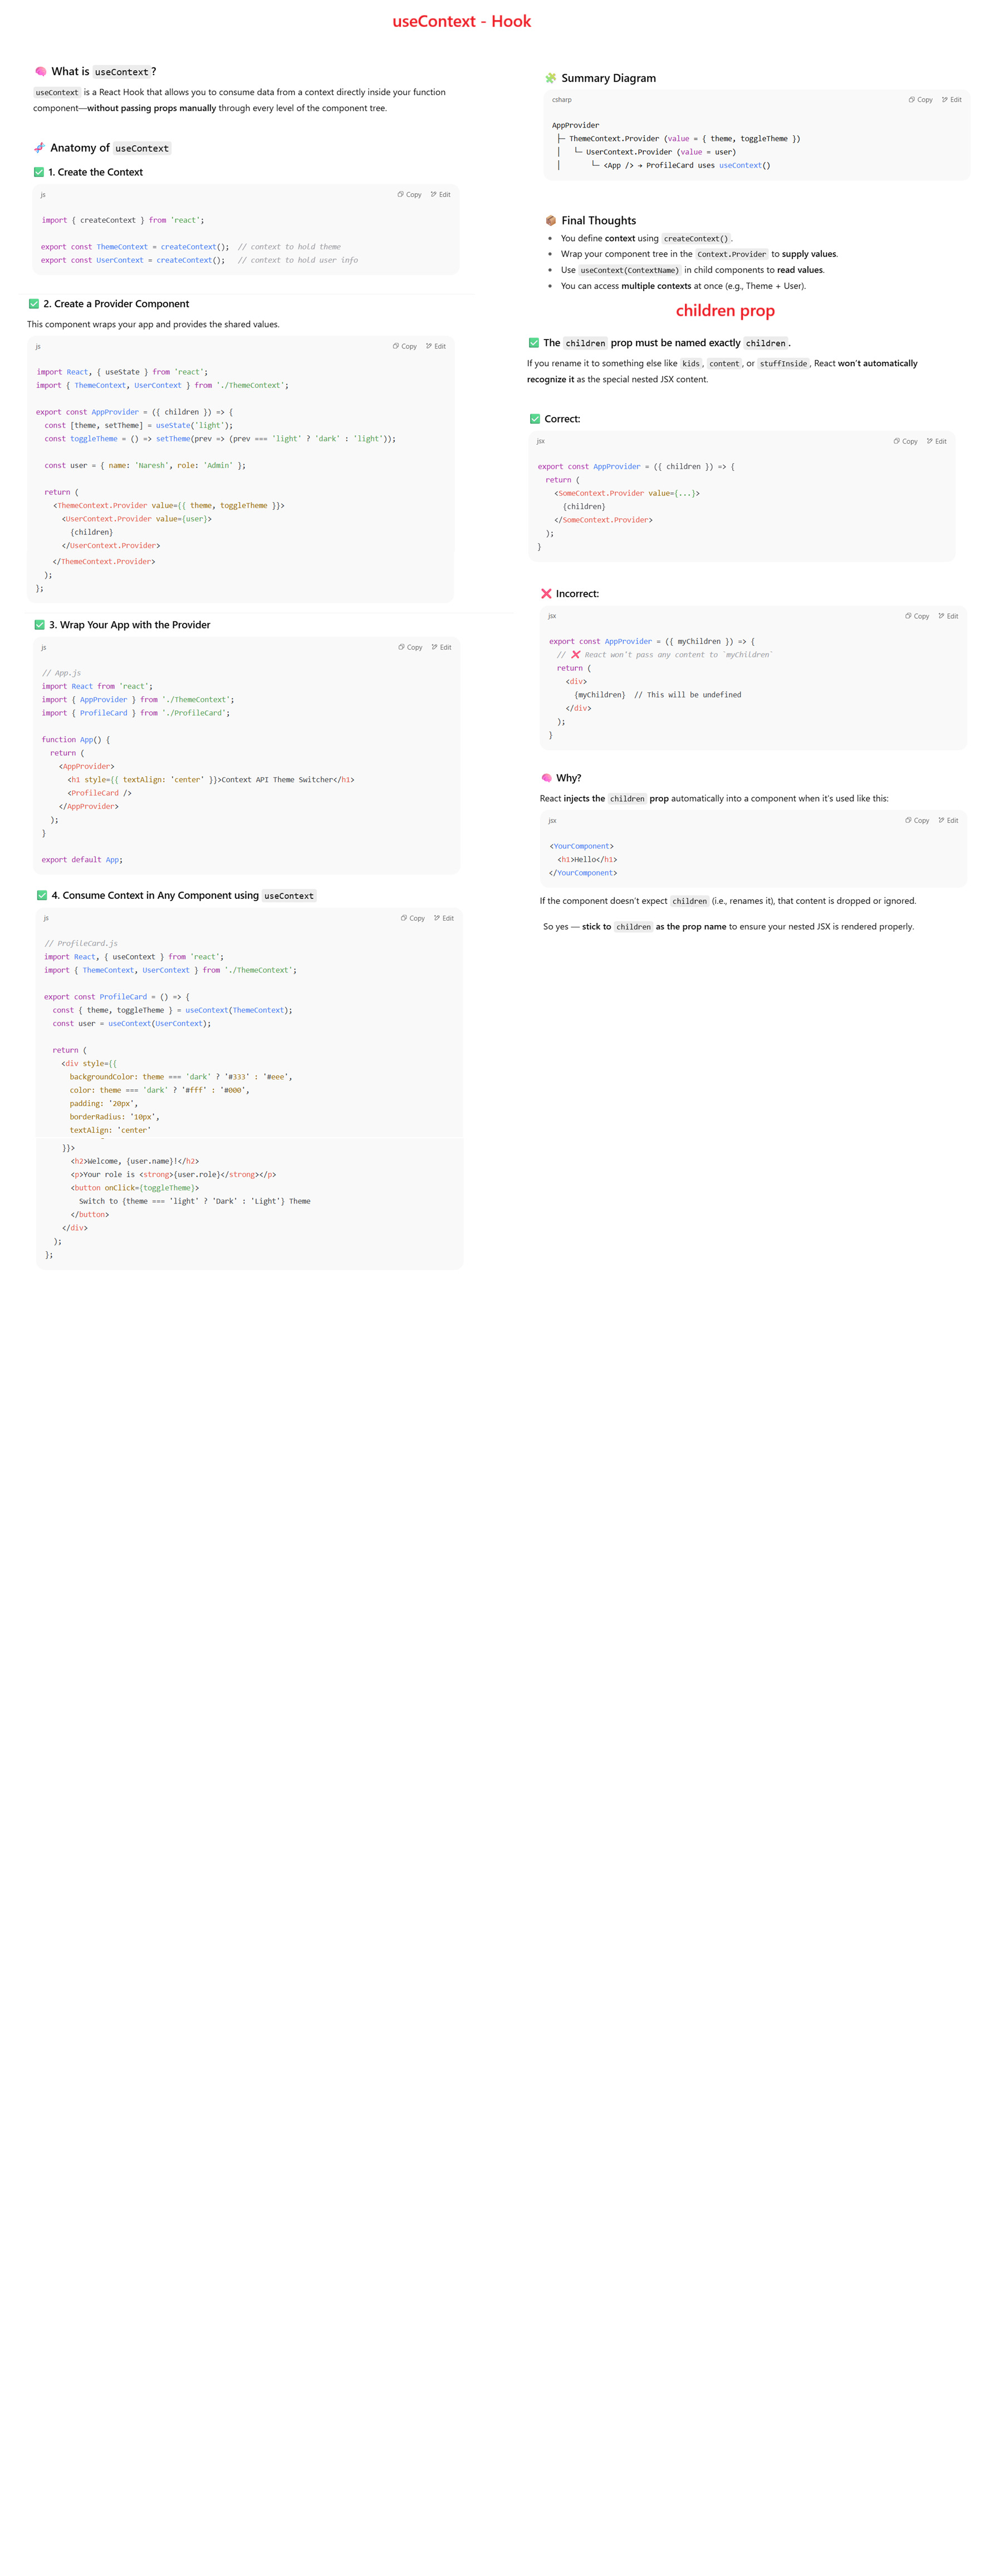 useContext - Hook
🧠 What is useContext?
useContext is a React Hook that allows you to consume data from a context directly inside your function
component—without passing props manually through every level of the component tree.
🧬 Anatomy of useContext
✅ 1. Create the Context
js Copy Edit
import { createContext } from 'react';
export const ThemeContext = createContext();  // context to hold theme
export const UserContext = createContext();   // context to hold user info
✅ 2. Create a Provider Component
This component wraps your app and provides the shared values.
js Copy Edit
import React, { useState } from 'react';
import { ThemeContext, UserContext } from './ThemeContext';
export const AppProvider = ({ children }) => {
  const [theme, setTheme] = useState('light');
  const toggleTheme = () => setTheme(prev => (prev === 'light' ? 'dark' : 'light'));
  const user = { name: 'Naresh', role: 'Admin' };
  return (
    <ThemeContext.Provider value={{ theme, toggleTheme }}>
      <UserContext.Provider value={user}>
        {children}
      </UserContext.Provider>
    </ThemeContext.Provider>
  );
};
✅ 3. Wrap Your App with the Provider
js Copy Edit
// App.js
import React from 'react';
import { AppProvider } from './ThemeContext';
import { ProfileCard } from './ProfileCard';
function App() {
  return (
    <AppProvider>
      <h1 style={{ textAlign: 'center' }}>Context API Theme Switcher</h1>
      <ProfileCard />
    </AppProvider>
  );
}
export default App;
✅ 4. Consume Context in Any Component using useContext
js Copy Edit
// ProfileCard.js
import React, { useContext } from 'react';
import { ThemeContext, UserContext } from './ThemeContext';
export const ProfileCard = () => {
  const { theme, toggleTheme } = useContext(ThemeContext);
  const user = useContext(UserContext);
  return (
    <div style={{
      backgroundColor: theme === 'dark' ? '#333' : '#eee',
      color: theme === 'dark' ? '#fff' : '#000',
      padding: '20px',
      borderRadius: '10px',
      textAlign: 'center'
    }}>
      <h2>Welcome, {user.name}!</h2>
      <p>Your role is <strong>{user.role}</strong></p>
      <button onClick={toggleTheme}>
        Switch to {theme === 'light' ? 'Dark' : 'Light'} Theme
      </button>
    </div>
  );
};
🧩 Summary Diagram
csharp Copy Edit
AppProvider
 ├─ ThemeContext.Provider (value = { theme, toggleTheme })
 │   └─ UserContext.Provider (value = user)
 │       └─ <App /> → ProfileCard uses useContext()
📦 Final Thoughts
• You define context using createContext().
• Wrap your component tree in the Context.Provider to supply values.
• Use useContext(ContextName) in child components to read values.
• You can access multiple contexts at once (e.g., Theme + User).
children prop
✅ The children prop must be named exactly children.
If you rename it to something else like kids, content, or stuffInside, React won't automatically
recognize it as the special nested JSX content.
✅ Correct:
jsx Copy Edit
export const AppProvider = ({ children }) => {
  return (
    <SomeContext.Provider value={...}>
      {children}
    </SomeContext.Provider>
  );
}
❌ Incorrect:
jsx Copy Edit
export const AppProvider = ({ myChildren }) => {
  // ❌ React won't pass any content to `myChildren`
  return (
    <div>
      {myChildren}  // This will be undefined
    </div>
  );
}
🧠 Why?
React injects the children prop automatically into a component when it's used like this:
jsx Copy Edit
<YourComponent>
  <h1>Hello</h1>
</YourComponent>
If the component doesn't expect children (i.e., renames it), that content is dropped or ignored.
So yes — stick to children as the prop name to ensure your nested JSX is rendered properly.